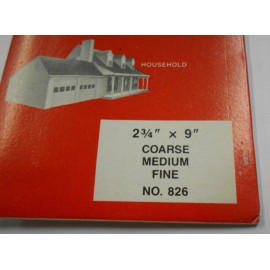 HOUSEHOLD
2¾" × 9"
COARSE
MEDIUM
FINE
NO. 826